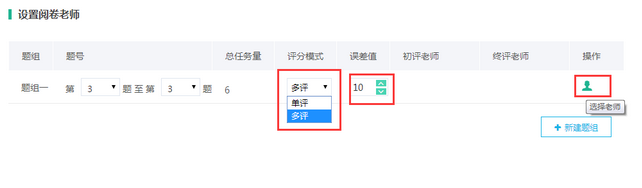 设置阅卷老师
题组 题号 总任务量 评分模式 误差值 初评老师 终评老师 操作
题组一 第 3 题 至 第 3 题 6 多评 10
单评
多评
选择老师
+ 新建题组